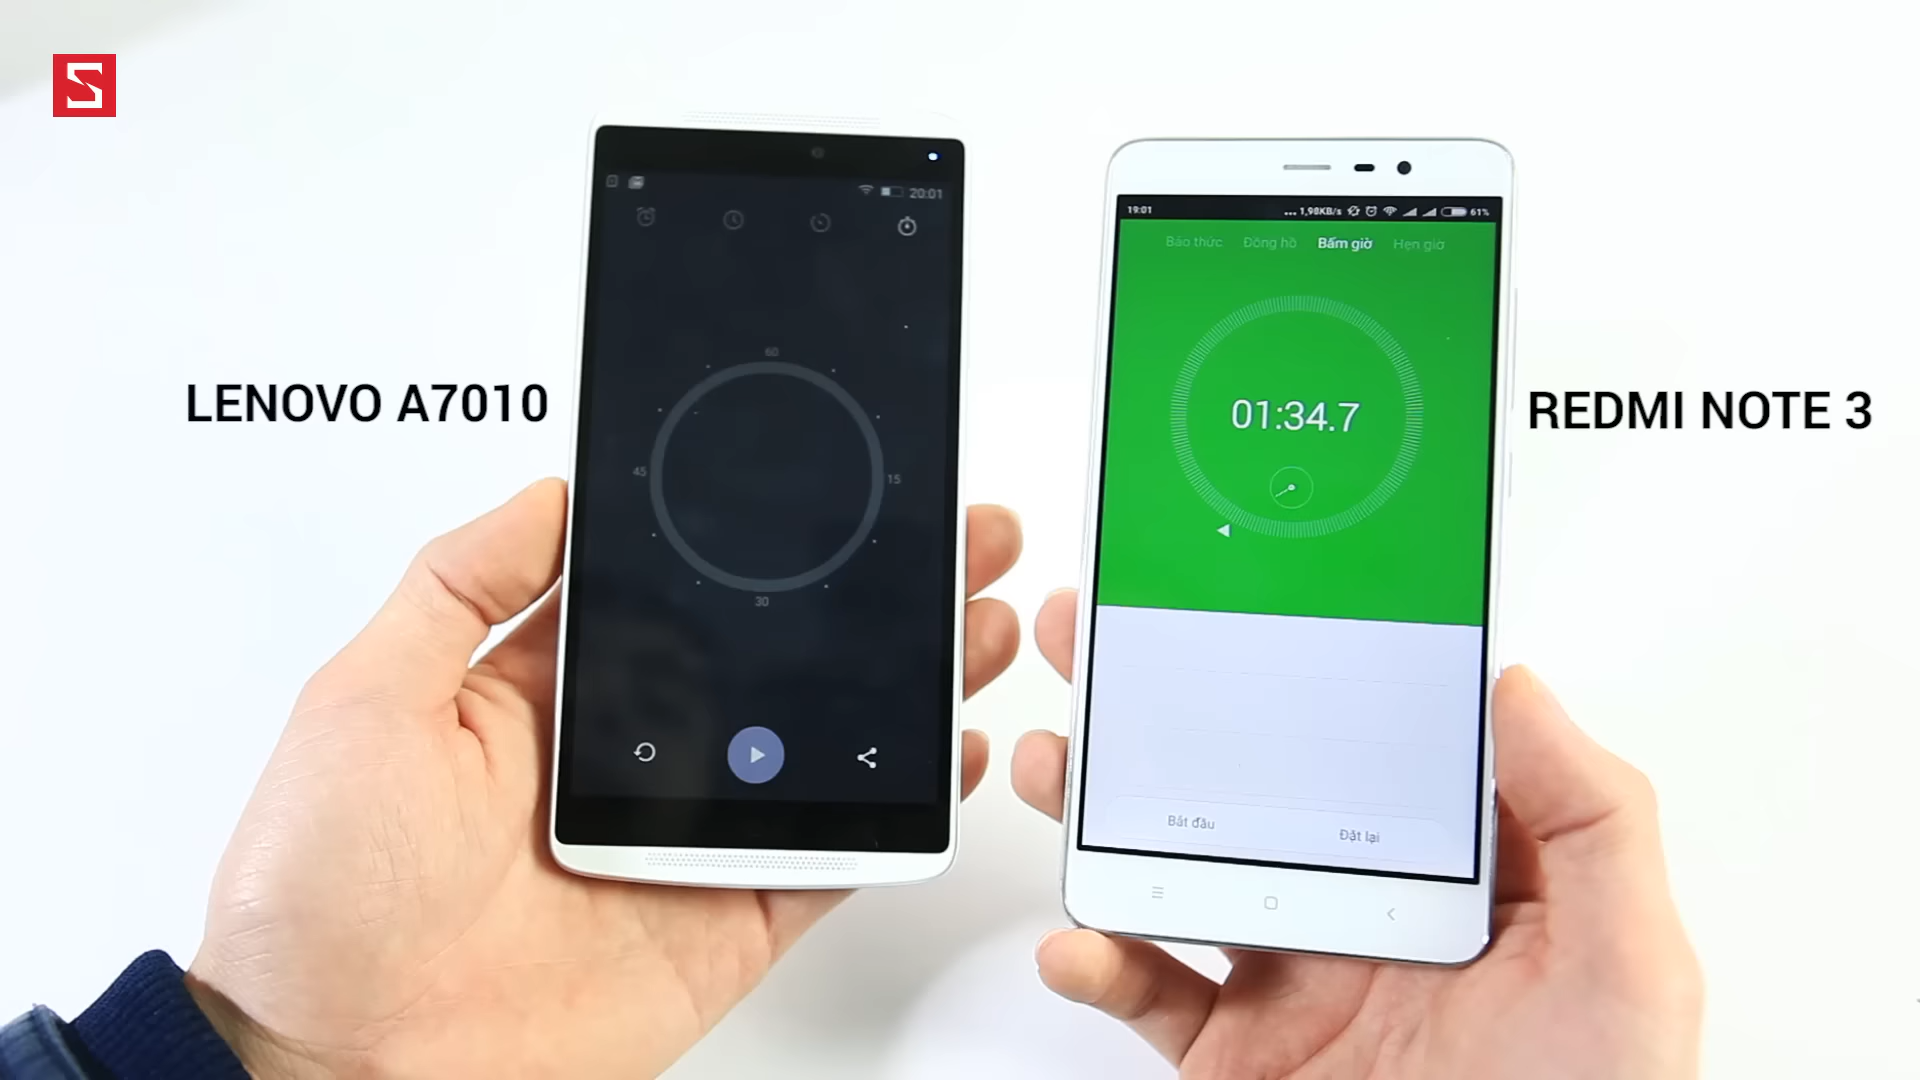 S
LENOVO A7010
20:01
60
45
15
30
REDMI NOTE 3
19:01
... 1,98KB/s
61%
Báo thức Đồng hồ Bấm giờ Hẹn giờ
01:34.7
Bắt đầu Đặt lại